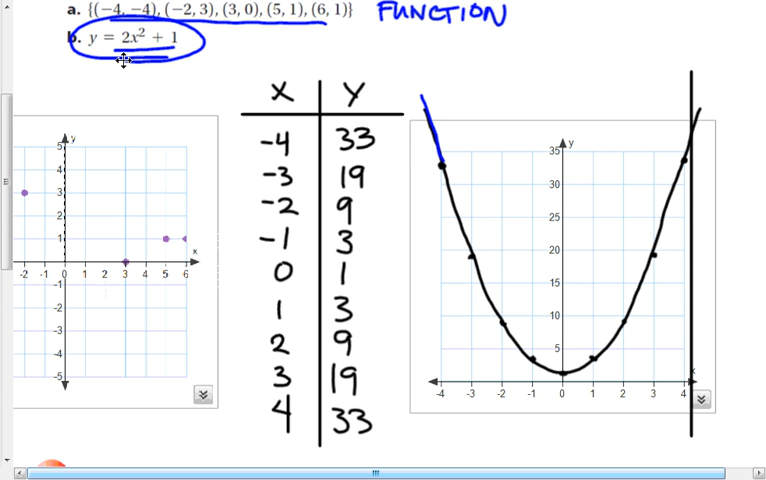 a. {(−4, −4), (−2, 3), (3, 0), (5, 1), (6, 1)} FUNCTION
b. y = 2x² + 1
X Y
-4 33
-3 19
-2 9
-1 3
0 1
1 3
2 9
3 19
4 33
y
5
4
3
2
1
x
-2 -1 0 1 2 3 4 5 6
-1
-2
-3
-4
-5
y
35
30
25
20
15
10
5
x
-4 -3 -2 -1 0 1 2 3 4